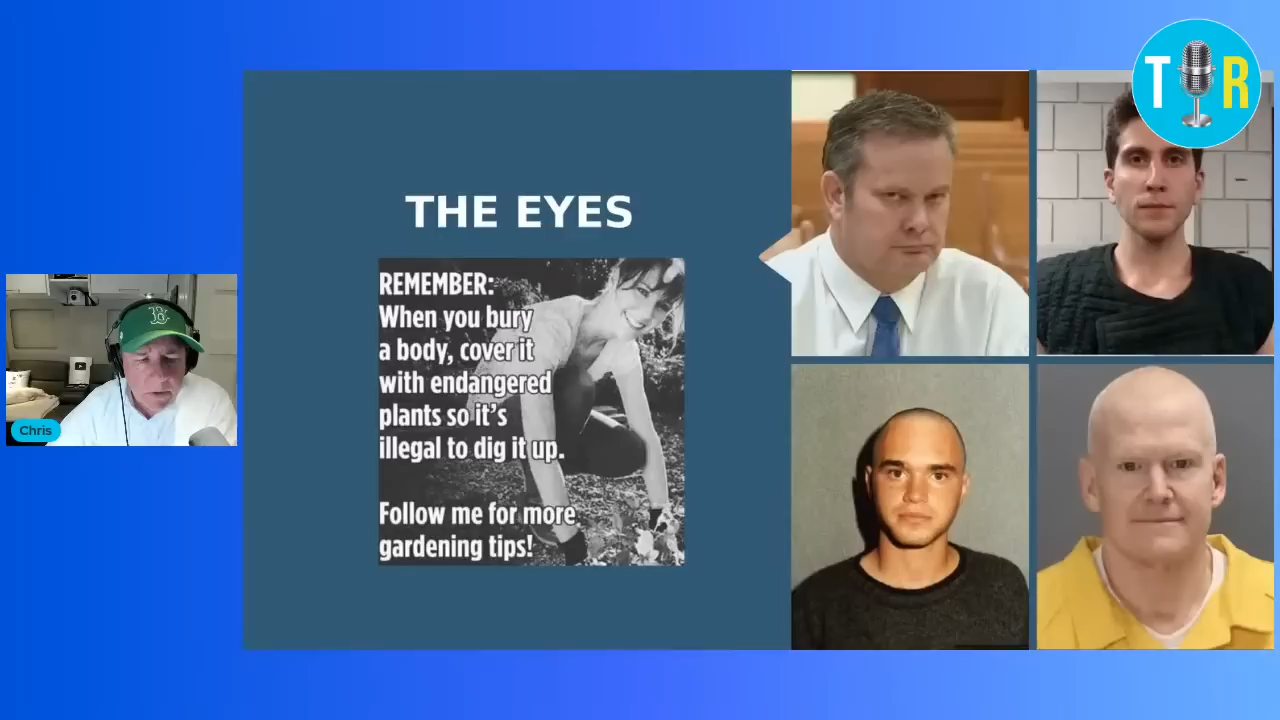 T R
THE EYES
REMEMBER:
When you bury
a body, cover it
with endangered
plants so it's
illegal to dig it up.
Follow me for more
gardening tips!
B
Chris